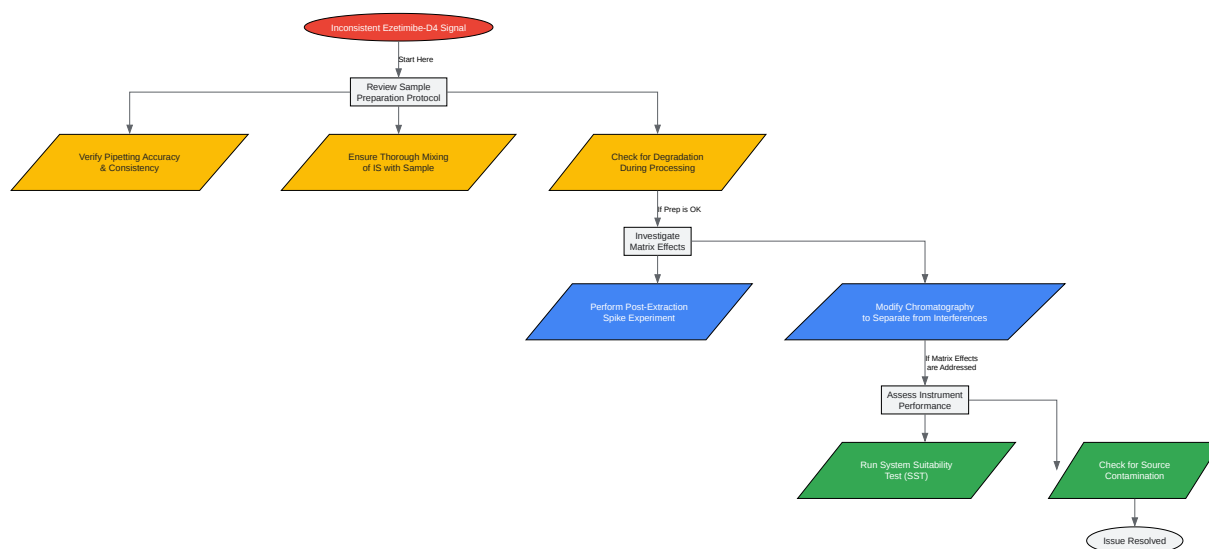 Inconsistent Ezetimibe-D4 Signal
Start Here
Review Sample
Preparation Protocol
Verify Pipetting Accuracy
& Consistency
Ensure Thorough Mixing
of IS with Sample
Check for Degradation
During Processing
If Prep is OK
Investigate
Matrix Effects
Perform Post-Extraction
Spike Experiment
Modify Chromatography
to Separate from Interferences
If Matrix Effects
are Addressed
Assess Instrument
Performance
Run System Suitability
Test (SST)
Check for Source
Contamination
Issue Resolved